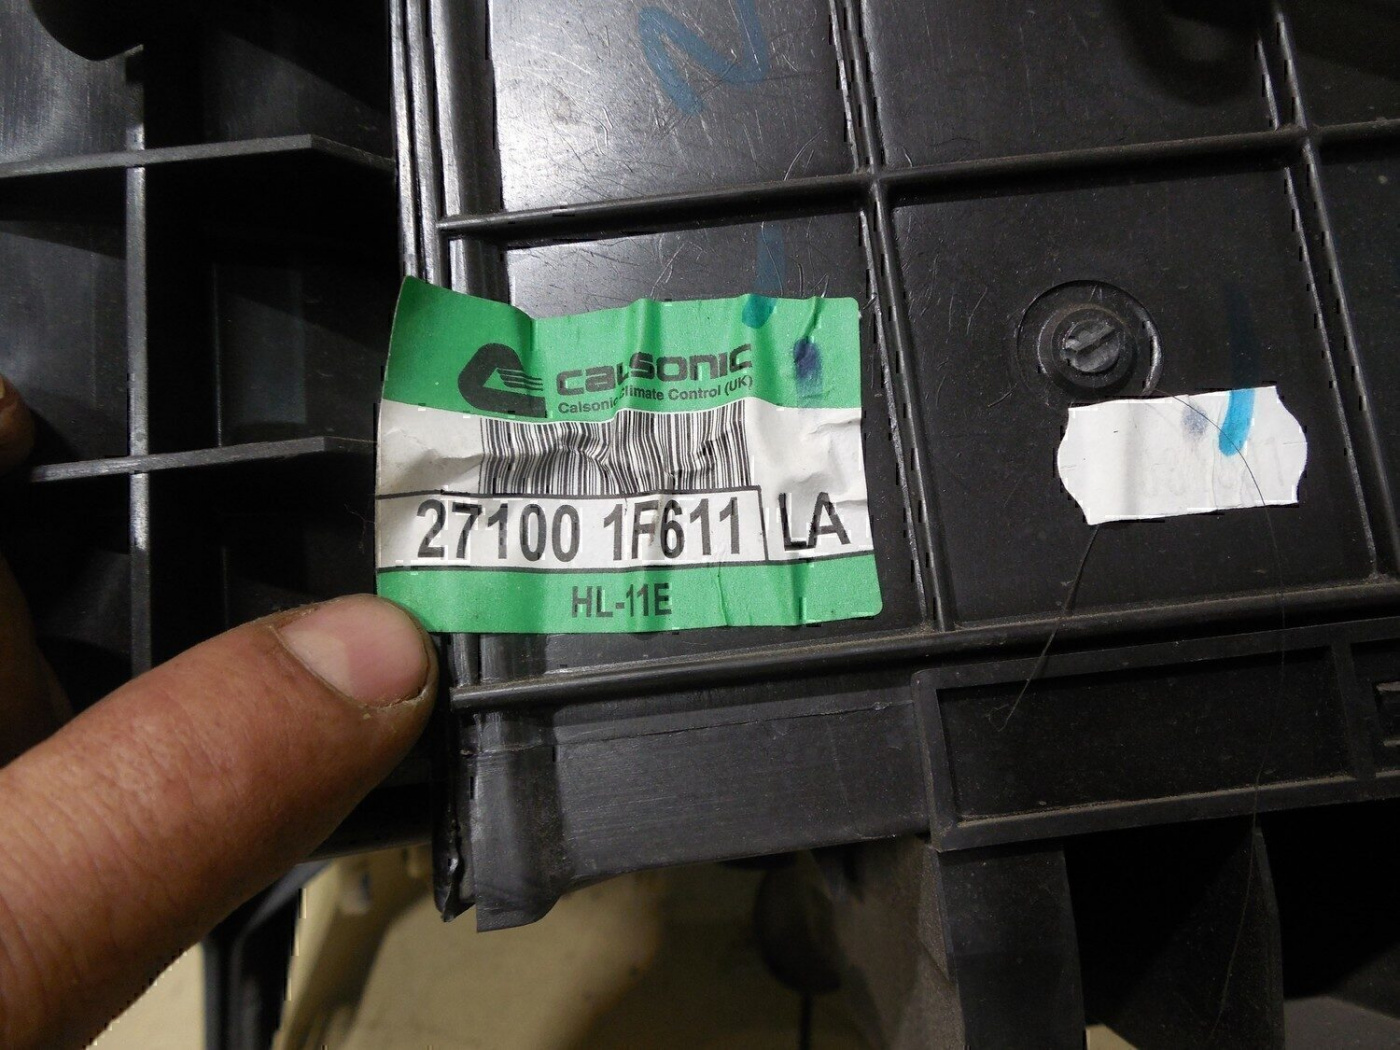 calsonic
Calsonic Climate Control (UK)
27100 1F611 LA
HL-11E